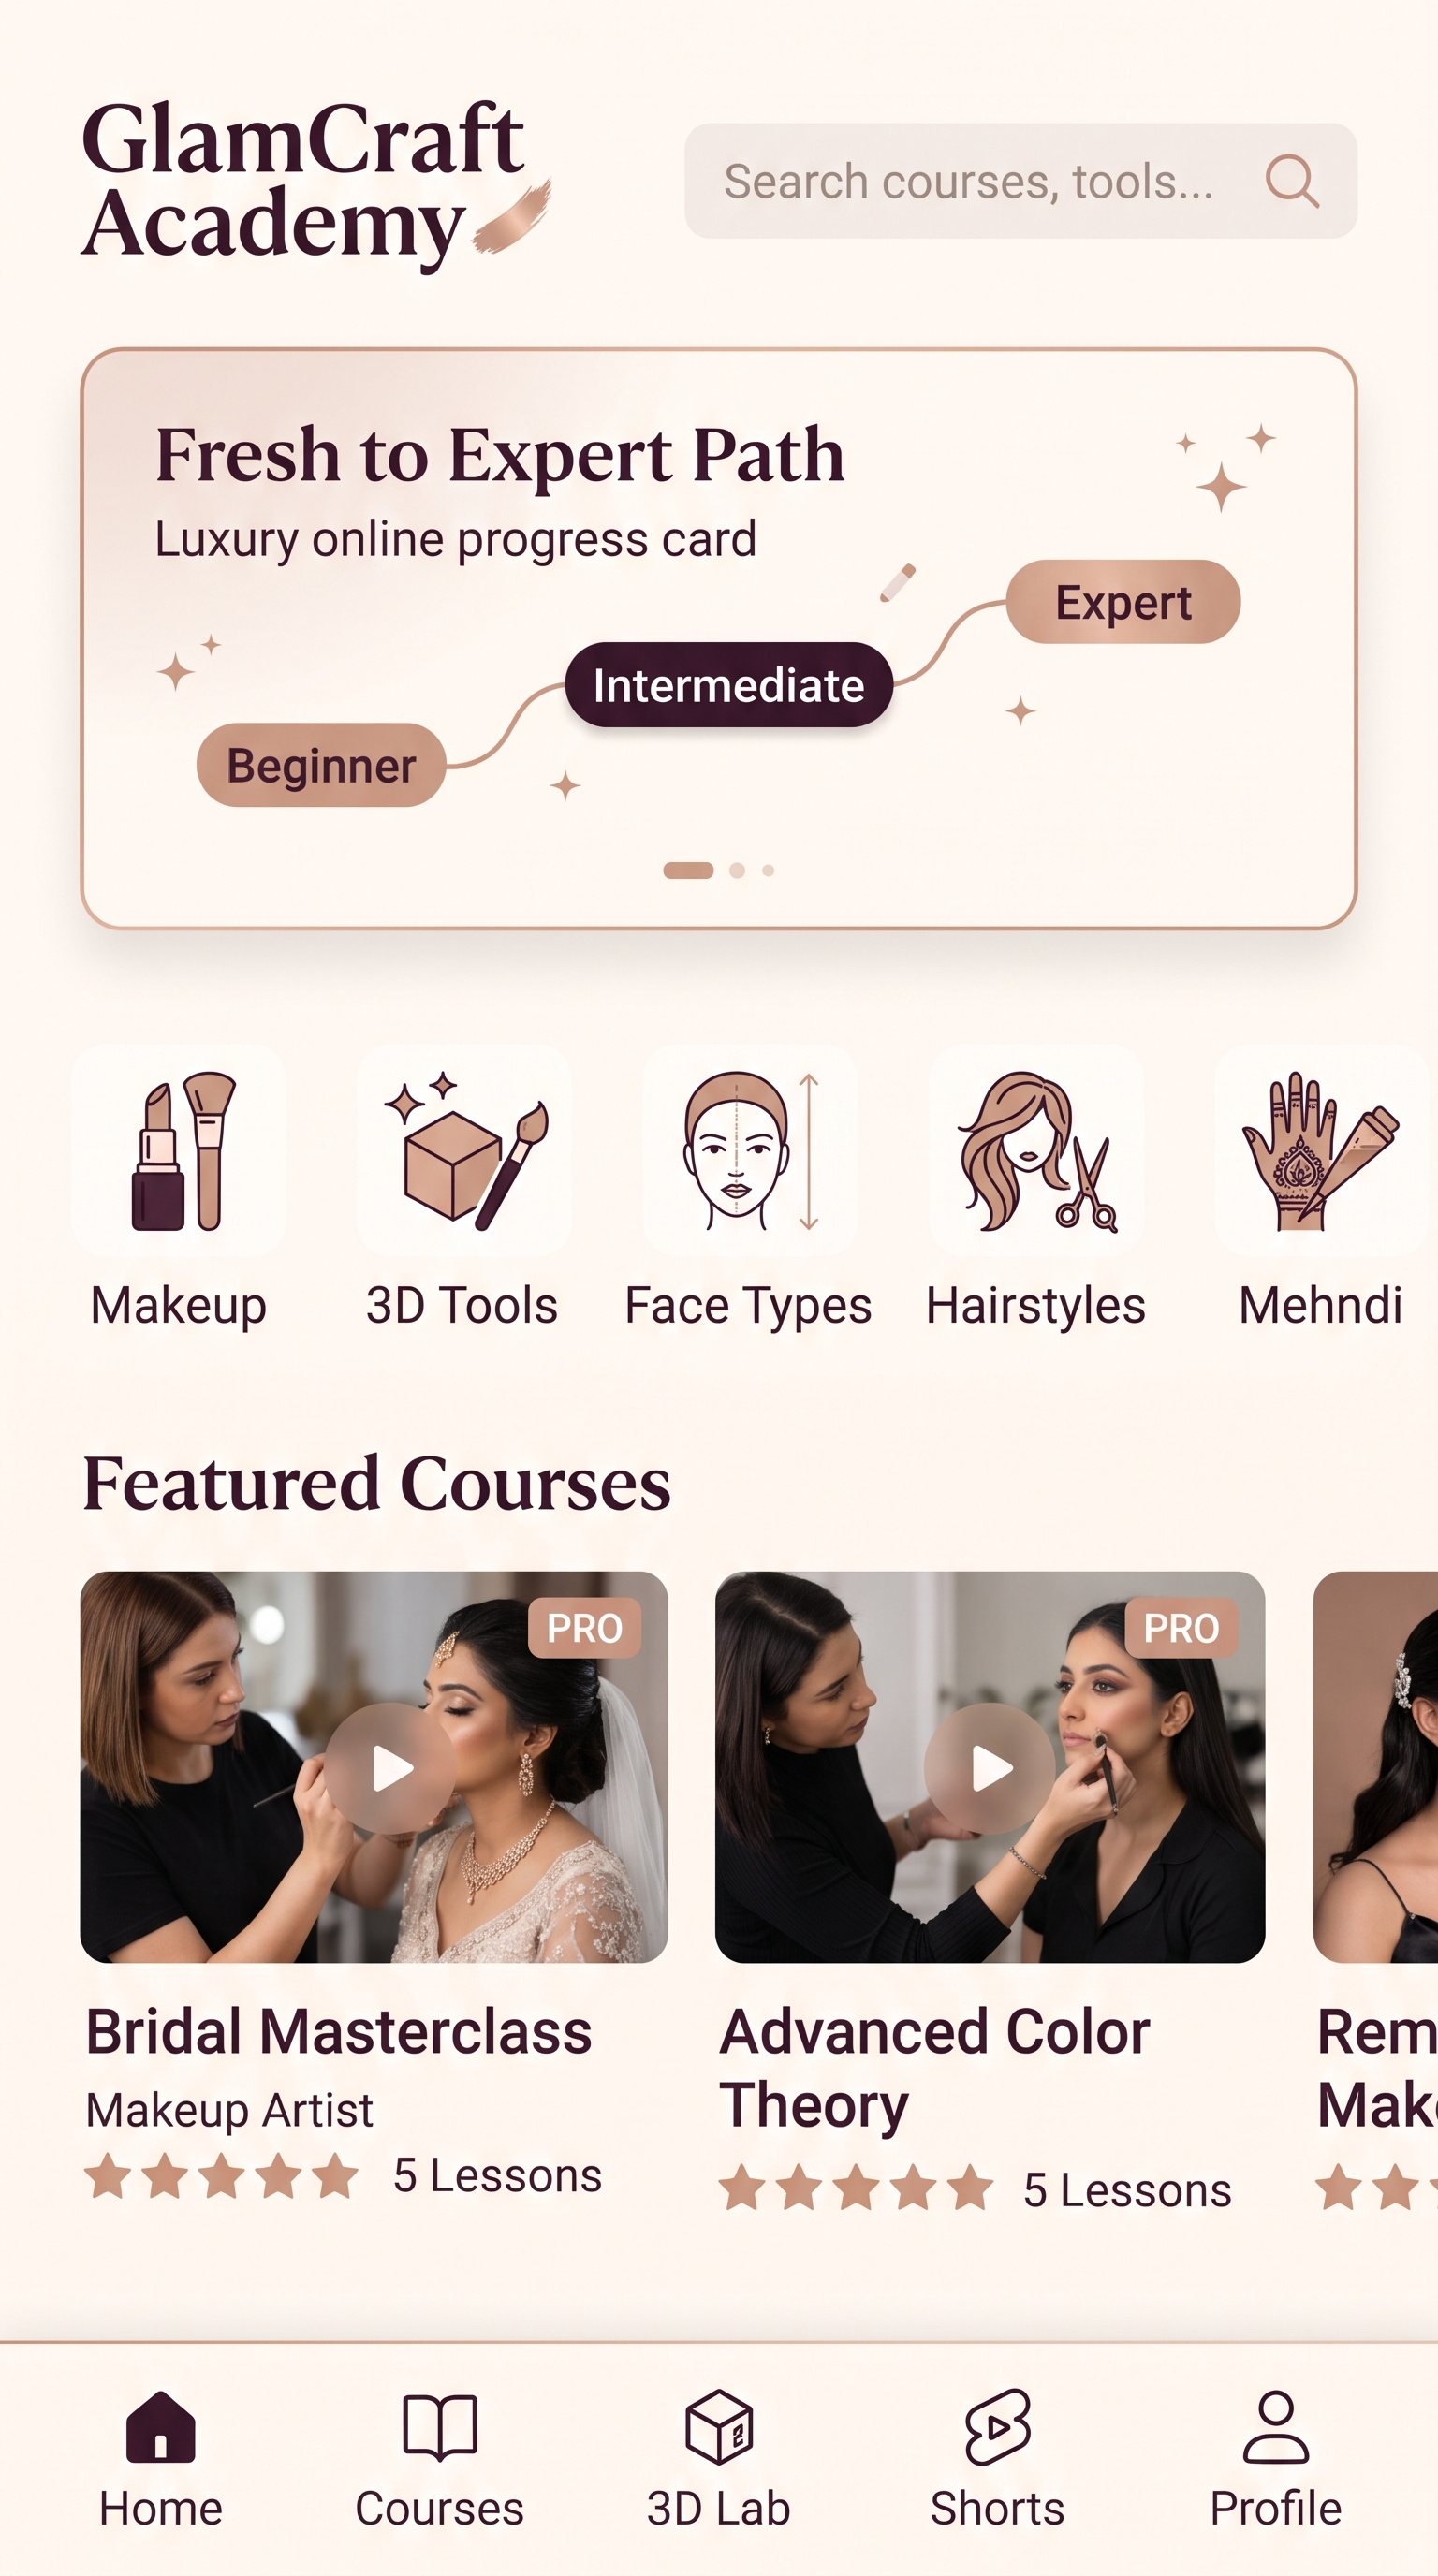 GlamCraft
Academy
Search courses, tools...
Fresh to Expert Path
Luxury online progress card
Expert
Intermediate
Beginner
Makeup
3D Tools
Face Types
Hairstyles
Mehndi
Featured Courses
PRO
PRO
Bridal Masterclass
Makeup Artist
5 Lessons
Advanced Color
Theory
5 Lessons
Rem
Mak
Home
Courses
3D Lab
Shorts
Profile